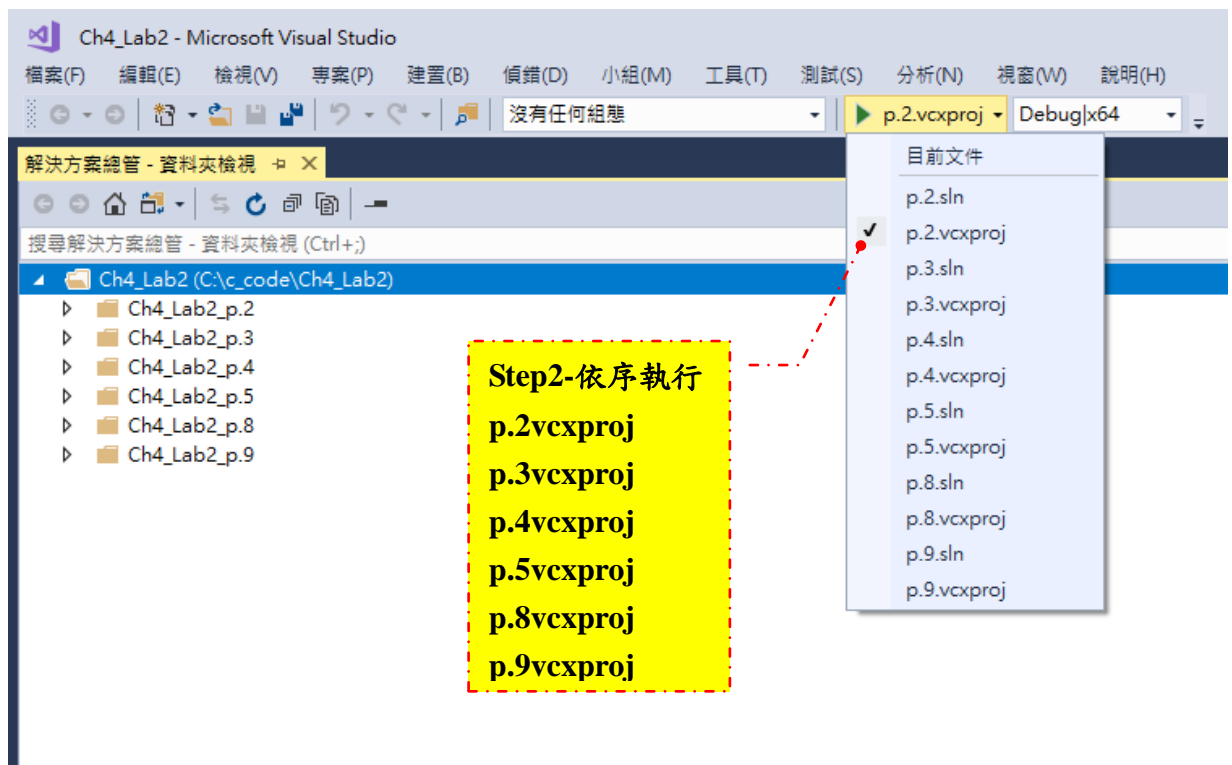 Ch4_Lab2 - Microsoft Visual Studio
檔案(F) 編輯(E) 檢視(V) 專案(P) 建置(B) 偵錯(D) 小組(M) 工具(T) 測試(S) 分析(N) 視窗(W) 說明(H)
沒有任何組態 p.2.vcxproj Debug|x64
解決方案總管 - 資料夾檢視
搜尋解決方案總管 - 資料夾檢視 (Ctrl+;)
Ch4_Lab2 (C:\c_code\Ch4_Lab2)
Ch4_Lab2_p.2
Ch4_Lab2_p.3
Ch4_Lab2_p.4
Ch4_Lab2_p.5
Ch4_Lab2_p.8
Ch4_Lab2_p.9
目前文件
p.2.sln
p.2.vcxproj
p.3.sln
p.3.vcxproj
p.4.sln
p.4.vcxproj
p.5.sln
p.5.vcxproj
p.8.sln
p.8.vcxproj
p.9.sln
p.9.vcxproj
Step2-依序執行
p.2vcxproj
p.3vcxproj
p.4vcxproj
p.5vcxproj
p.8vcxproj
p.9vcxproj